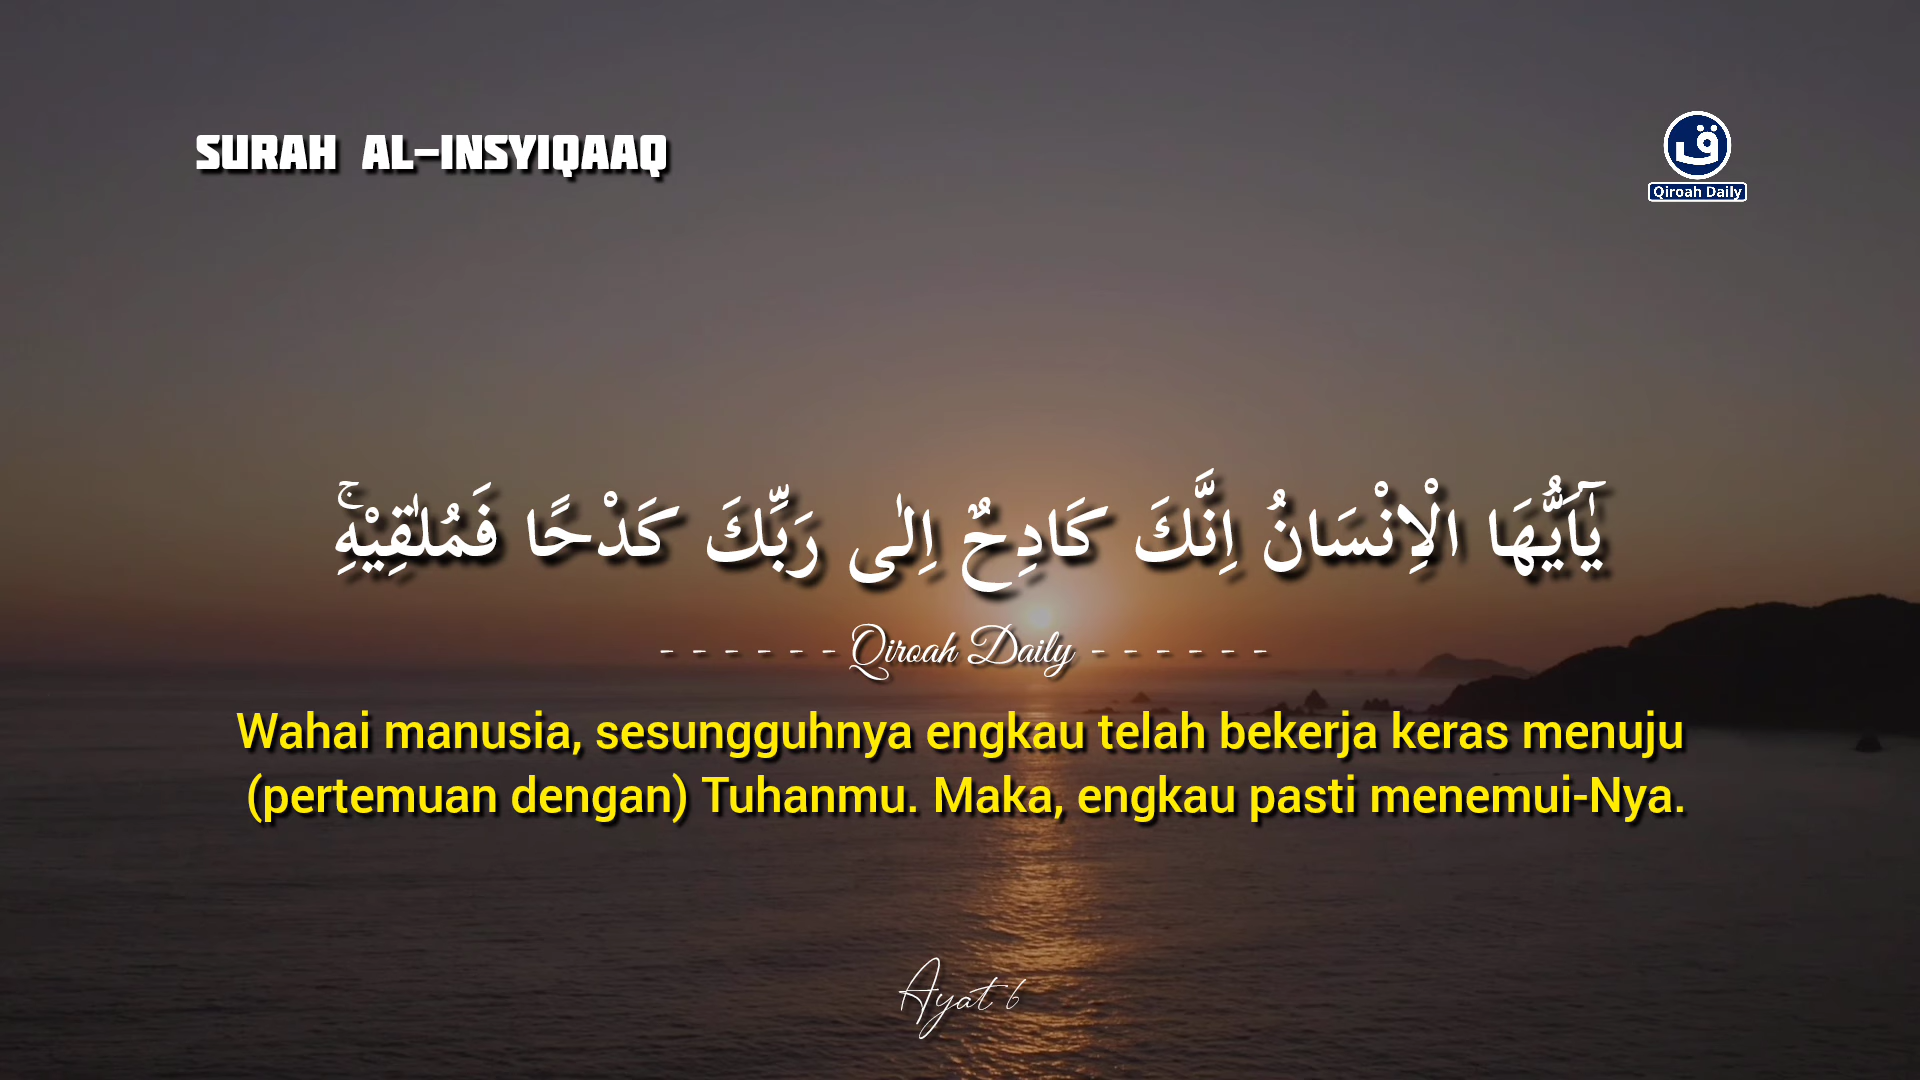 SURAH AL-INSYIQAAQ
ق
Qiroah Daily
يٰٓاَيُّهَا الْاِنْسَانُ اِنَّكَ كَادِحٌ اِلٰى رَبِّكَ كَدْحًا فَمُلٰقِيْهِۚ
- - - - - - Qiroah Daily - - - - - -
Wahai manusia, sesungguhnya engkau telah bekerja keras menuju
(pertemuan dengan) Tuhanmu. Maka, engkau pasti menemui-Nya.
Ayat 6